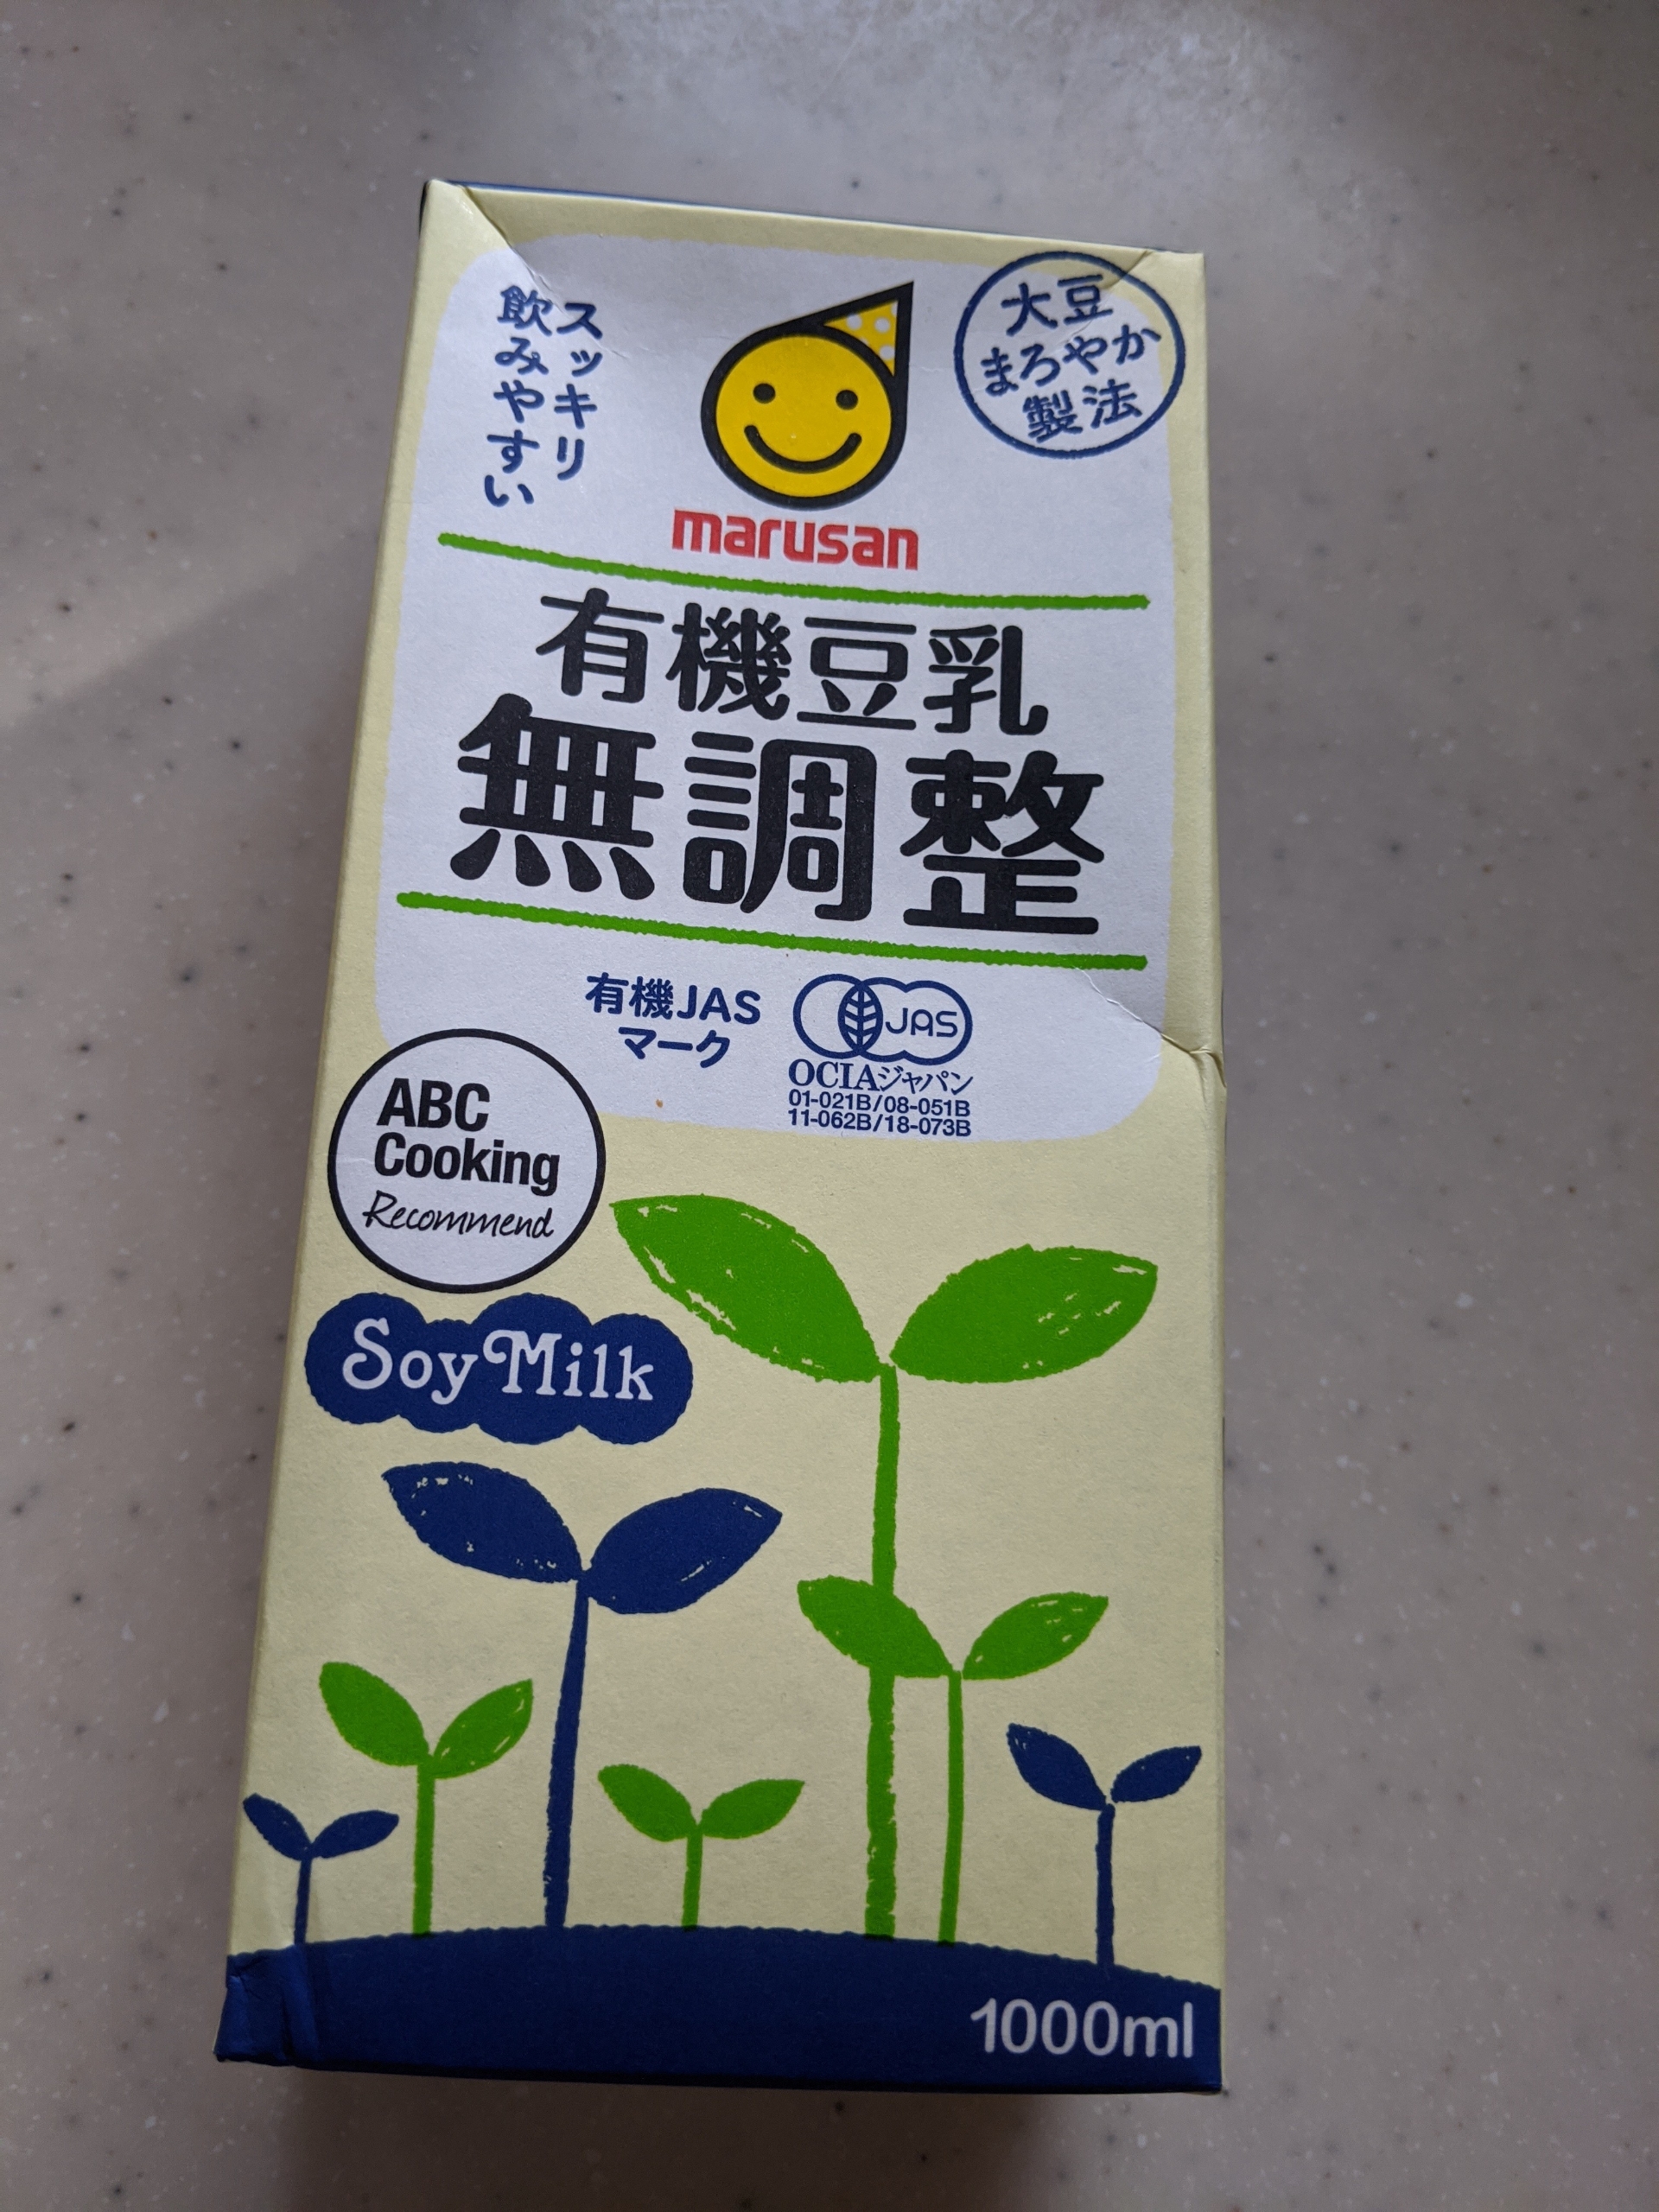 スッキリ
飲みやすい
marusan
大豆
まろやか
製法
有機豆乳
無調整
有機JAS
マーク
JAS
OCIAジャパン
01-021B/08-051B
11-062B/18-073B
ABC
Cooking
Recommend
Soy Milk
1000ml